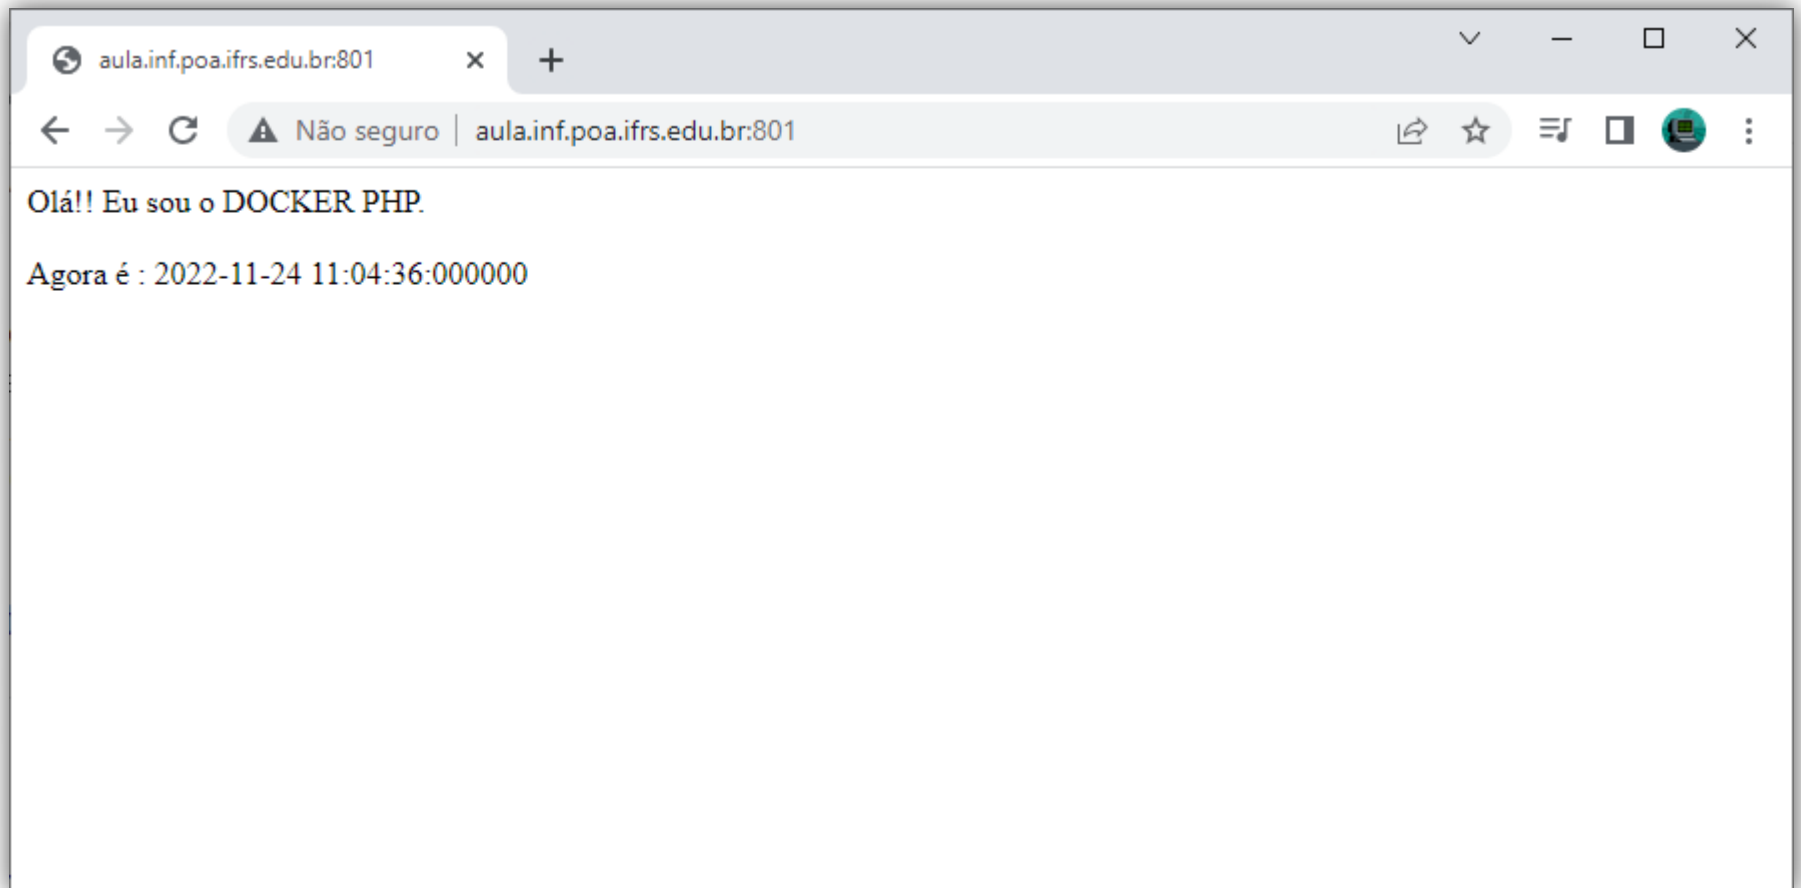 aula.inf.poa.ifrs.edu.br:801
Não seguro aula.inf.poa.ifrs.edu.br:801
Olá!! Eu sou o DOCKER PHP.
Agora é : 2022-11-24 11:04:36:000000